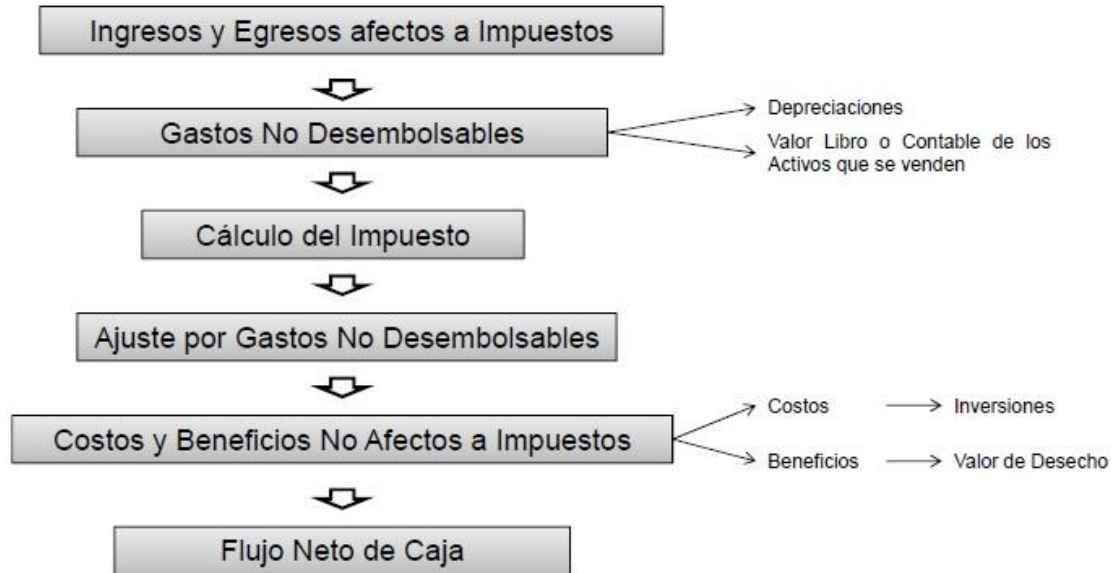 Ingresos y Egresos afectos a Impuestos
Gastos No Desembolsables
Depreciaciones
Valor Libro o Contable de los
Activos que se venden
Cálculo del Impuesto
Ajuste por Gastos No Desembolsables
Costos y Beneficios No Afectos a Impuestos
Costos
Inversiones
Beneficios
Valor de Desecho
Flujo Neto de Caja